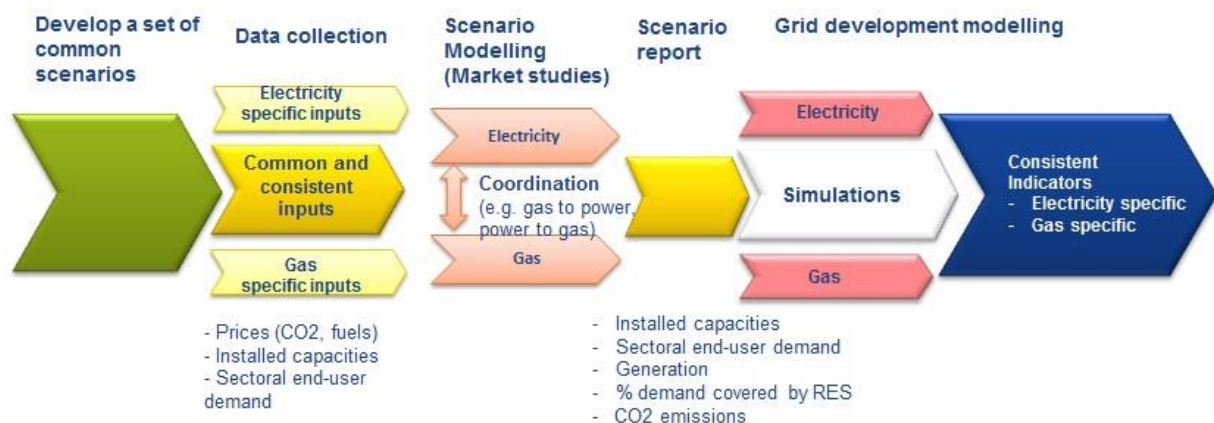 Develop a set of
common
scenarios
Data collection
Scenario
Modelling
(Market studies)
Scenario
report
Grid development modelling
Electricity
specific inputs
Common and
consistent
inputs
Gas
specific inputs
- Prices (CO2, fuels)
- Installed capacities
- Sectoral end-user
demand
Electricity
Coordination
(e.g. gas to power,
power to gas)
Gas
- Installed capacities
- Sectoral end-user demand
- Generation
- % demand covered by RES
- CO2 emissions
Electricity
Simulations
Gas
Consistent
Indicators
- Electricity specific
- Gas specific